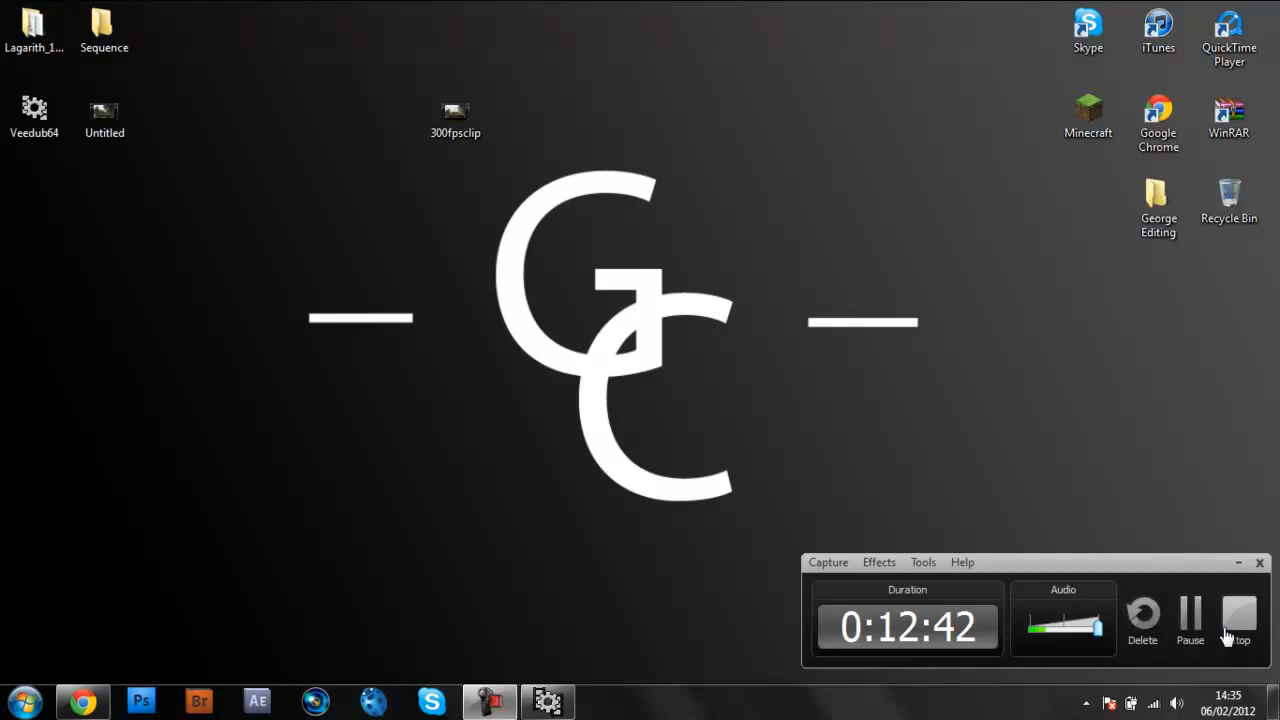 Lagarith_1...
Sequence
Skype
iTunes
QuickTime
Player
Veedub64
Untitled
300fpsclip
Minecraft
Google
Chrome
WinRAR
George
Editing
Recycle Bin
GC
Capture Effects Tools Help
Duration
Audio
0:12:42
Delete
Pause
top
Ps
Br
AE
14:35
06/02/2012